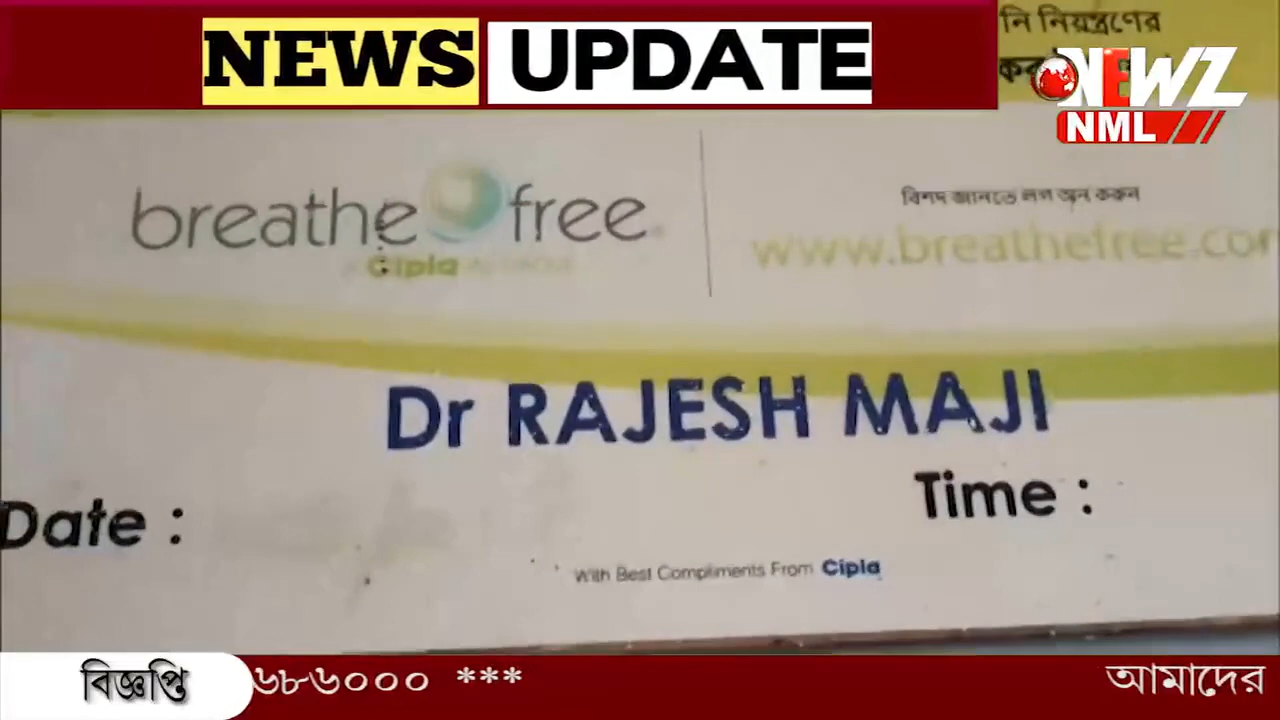 NEWS UPDATE
নি নিয়ন্ত্রণের
NEWZ
NML
breathe free
Cipla
বিশদ জানতে লগ অন করুন
www.breathefree.com
Dr RAJESH MAJI
Date :
Time :
With Best Compliments From Cipla
বিজ্ঞপ্তি
৬৮৬০০০ ***
আমাদের